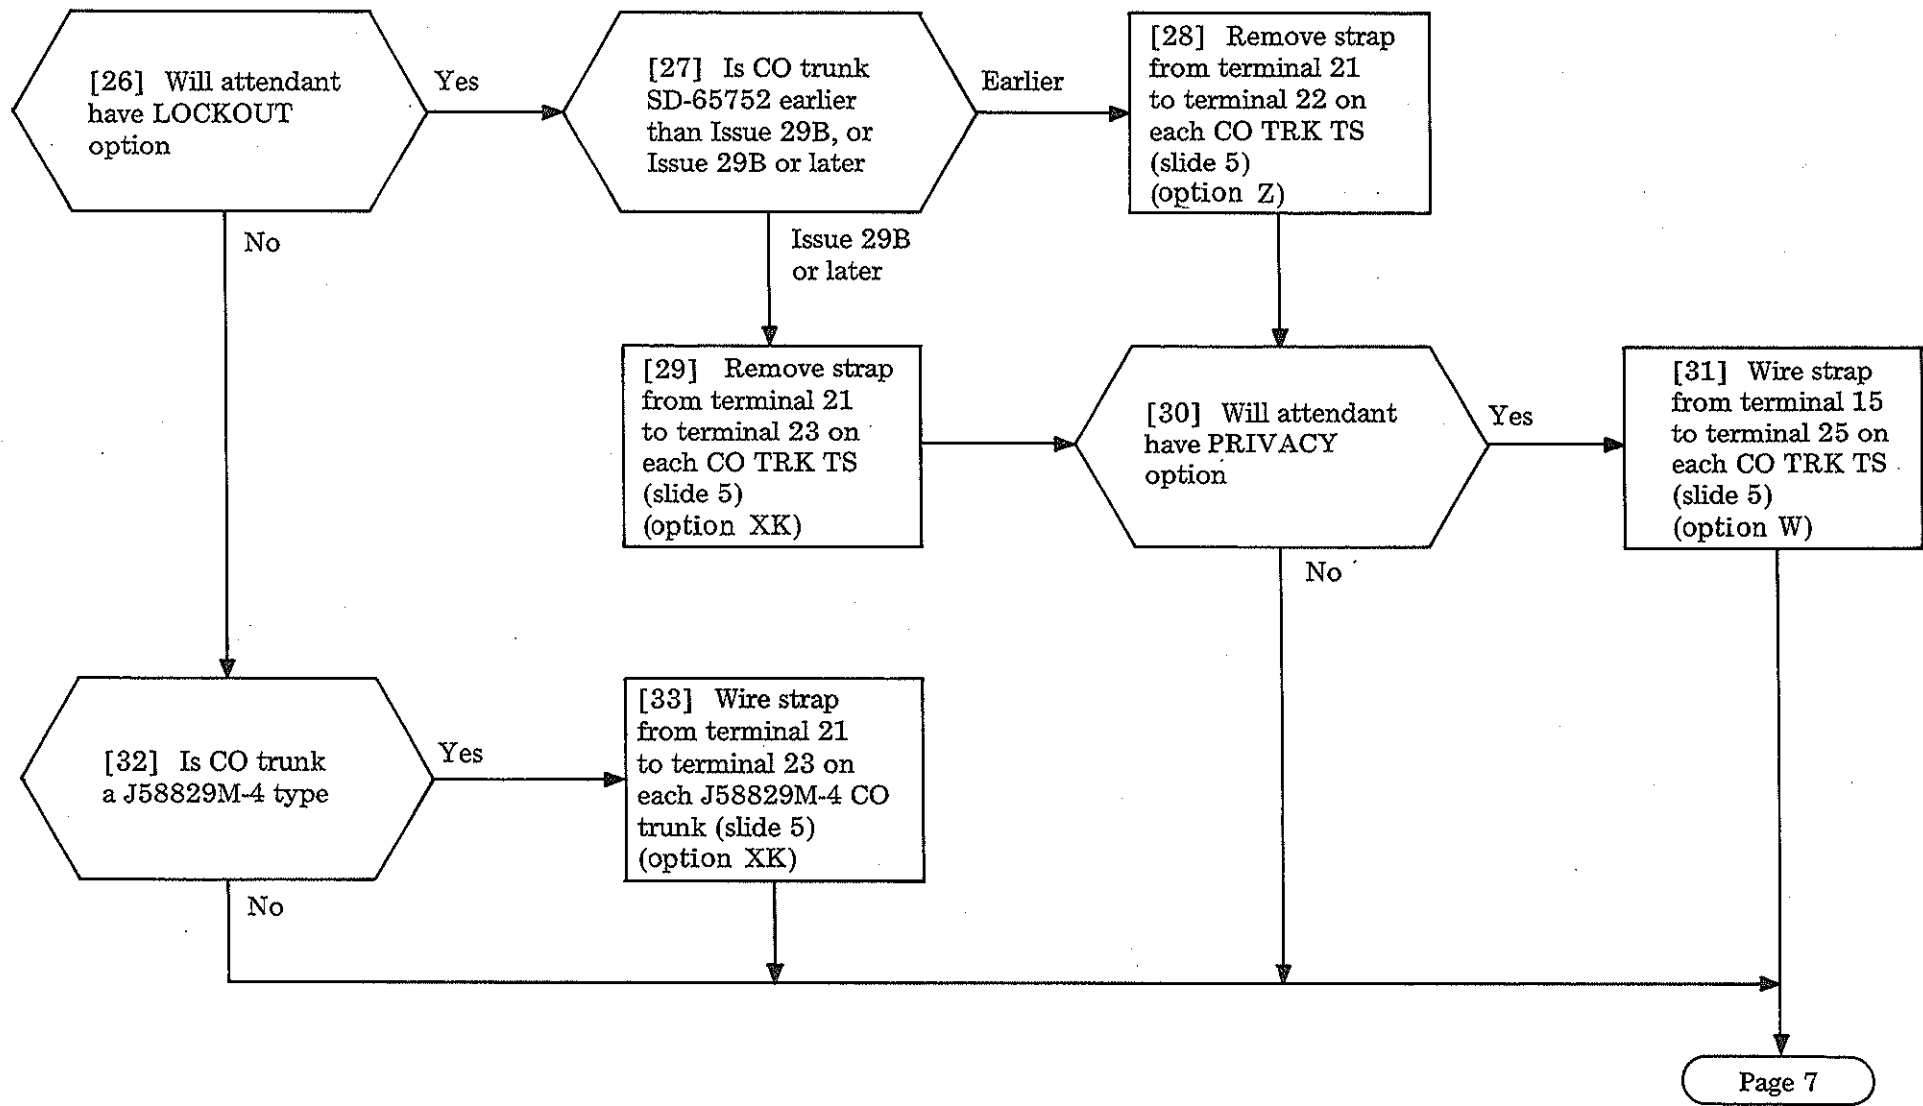 [26] Will attendant
have LOCKOUT
option
Yes
No
[27] Is CO trunk
SD-65752 earlier
than Issue 29B, or
Issue 29B or later
Earlier
Issue 29B
or later
[28] Remove strap
from terminal 21
to terminal 22 on
each CO TRK TS
(slide 5)
(option Z)
[29] Remove strap
from terminal 21
to terminal 23 on
each CO TRK TS
(slide 5)
(option XK)
[30] Will attendant
have PRIVACY
option
Yes
No
[31] Wire strap
from terminal 15
to terminal 25 on
each CO TRK TS
(slide 5)
(option W)
[32] Is CO trunk
a J58829M-4 type
Yes
No
[33] Wire strap
from terminal 21
to terminal 23 on
each J58829M-4 CO
trunk (slide 5)
(option XK)
Page 7